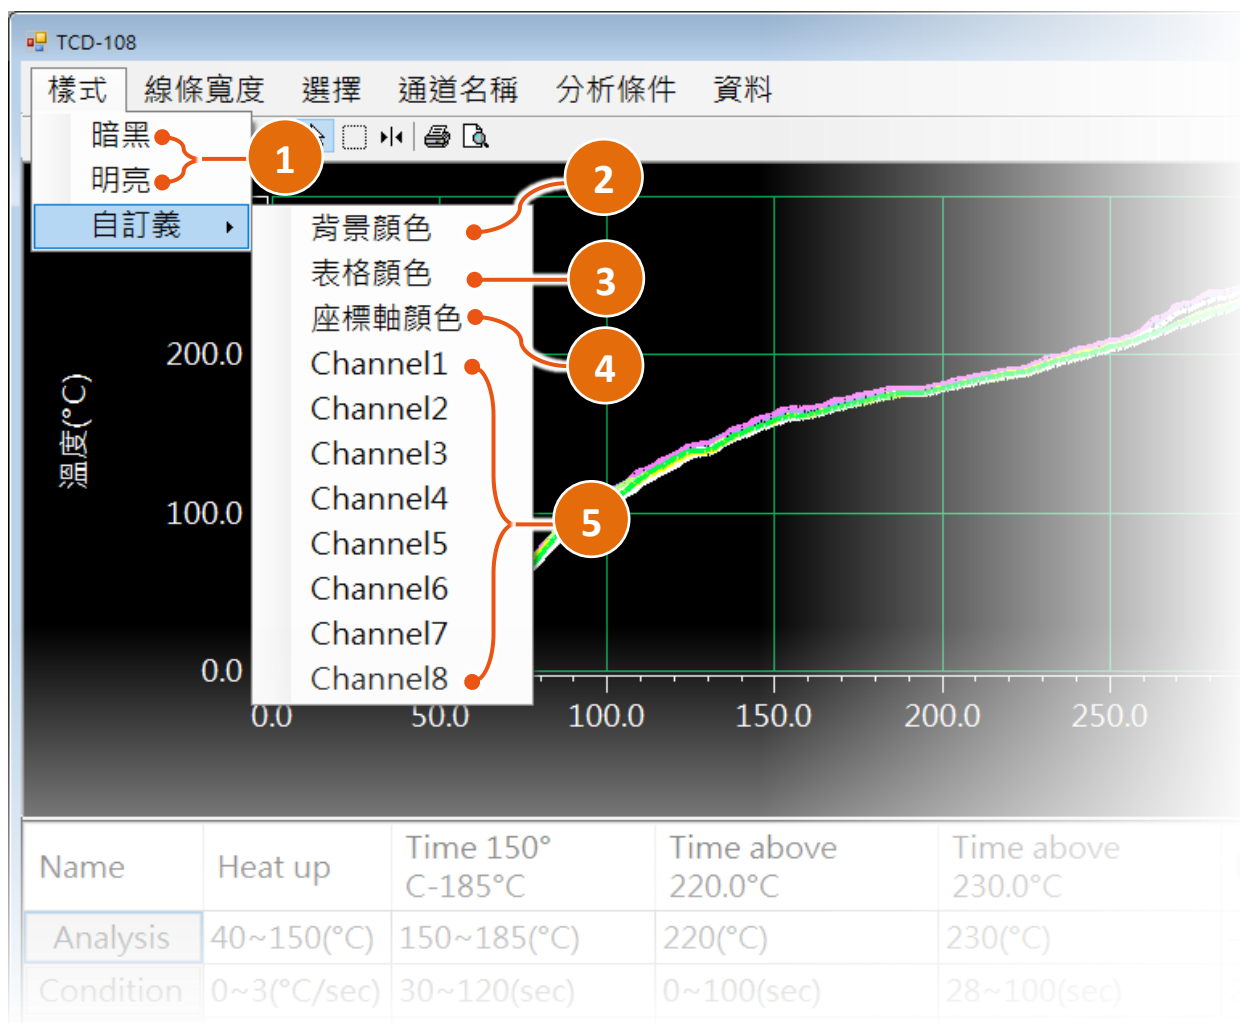 TCD-108
樣式 線條寬度 選擇 通道名稱 分析條件 資料
暗黑
明亮
自訂義
1
背景顏色
表格顏色
座標軸顏色
Channel1
Channel2
Channel3
Channel4
Channel5
Channel6
Channel7
Channel8
2
3
4
5
溫度(°C)
200.0
100.0
0.0
0.0 50.0 100.0 150.0 200.0 250.0
Name Heat up Time 150° Time above Time above
C-185°C 220.0°C 230.0°C
Analysis 40~150(°C) 150~185(°C) 220(°C) 230(°C)
Condition 0~3(°C/sec) 30~120(sec) 0~100(sec) 28~100(sec)